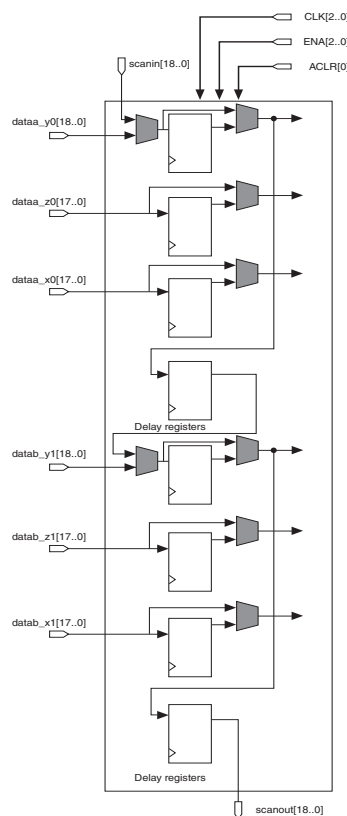 CLK[2..0]
ENA[2..0]
ACLR[0]
scanin[18..0]
dataa_y0[18..0]
dataa_z0[17..0]
dataa_x0[17..0]
Delay registers
datab_y1[18..0]
datab_z1[17..0]
datab_x1[17..0]
Delay registers
scanout[18..0]